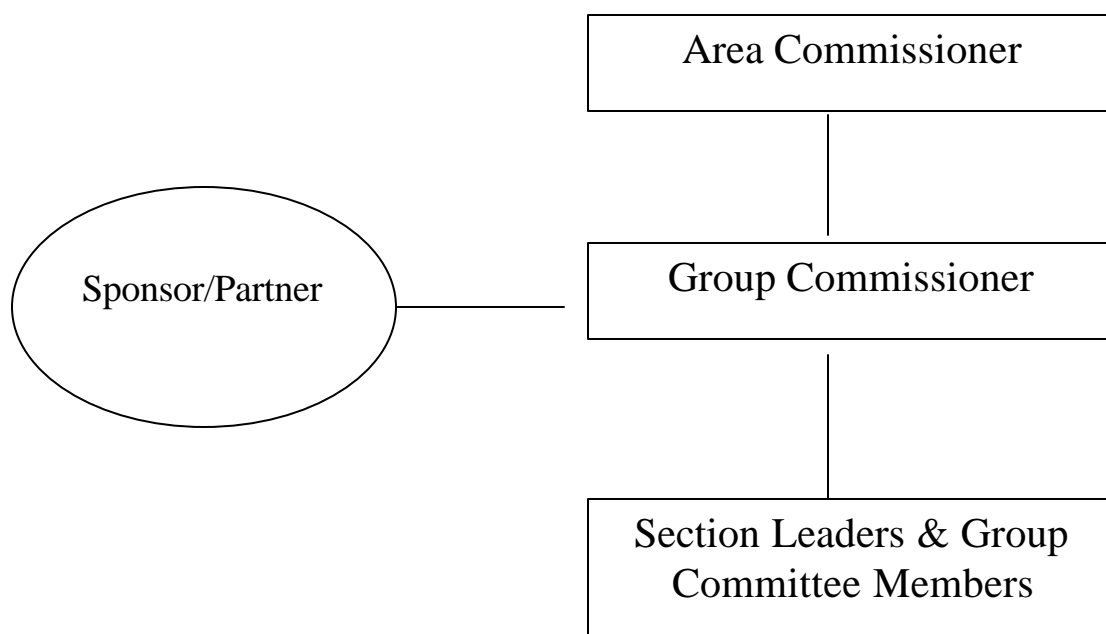 Area Commissioner
Sponsor/Partner
Group Commissioner
Section Leaders & Group
Committee Members